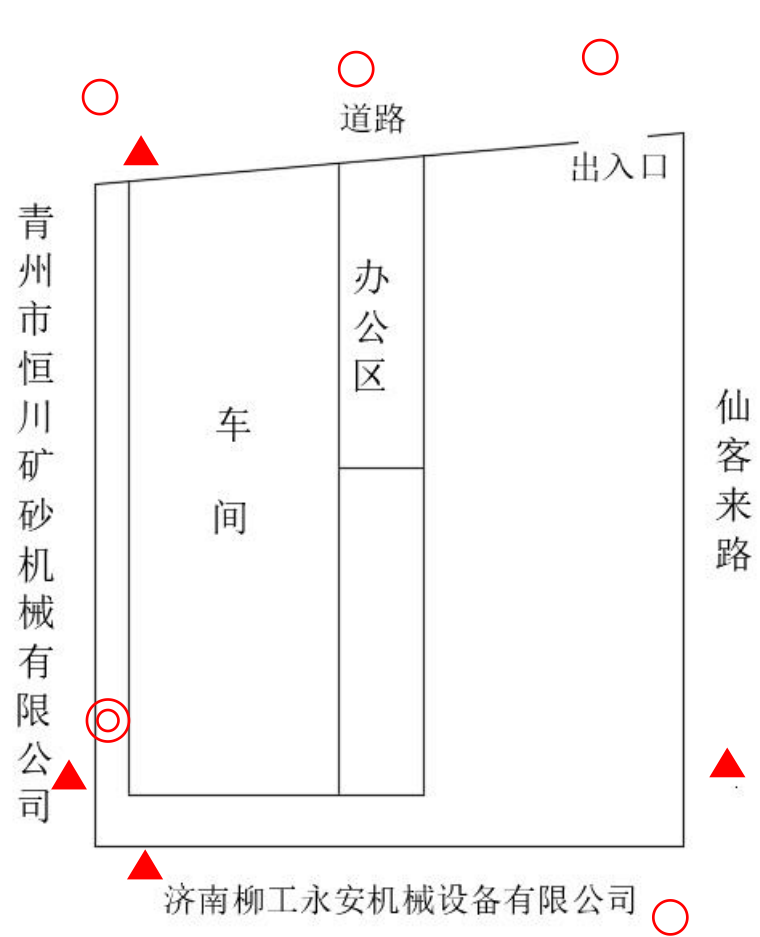 道路
出入口
青州市恒川矿砂机械有限公司
办公区
车间
仙客来路
济南柳工永安机械设备有限公司